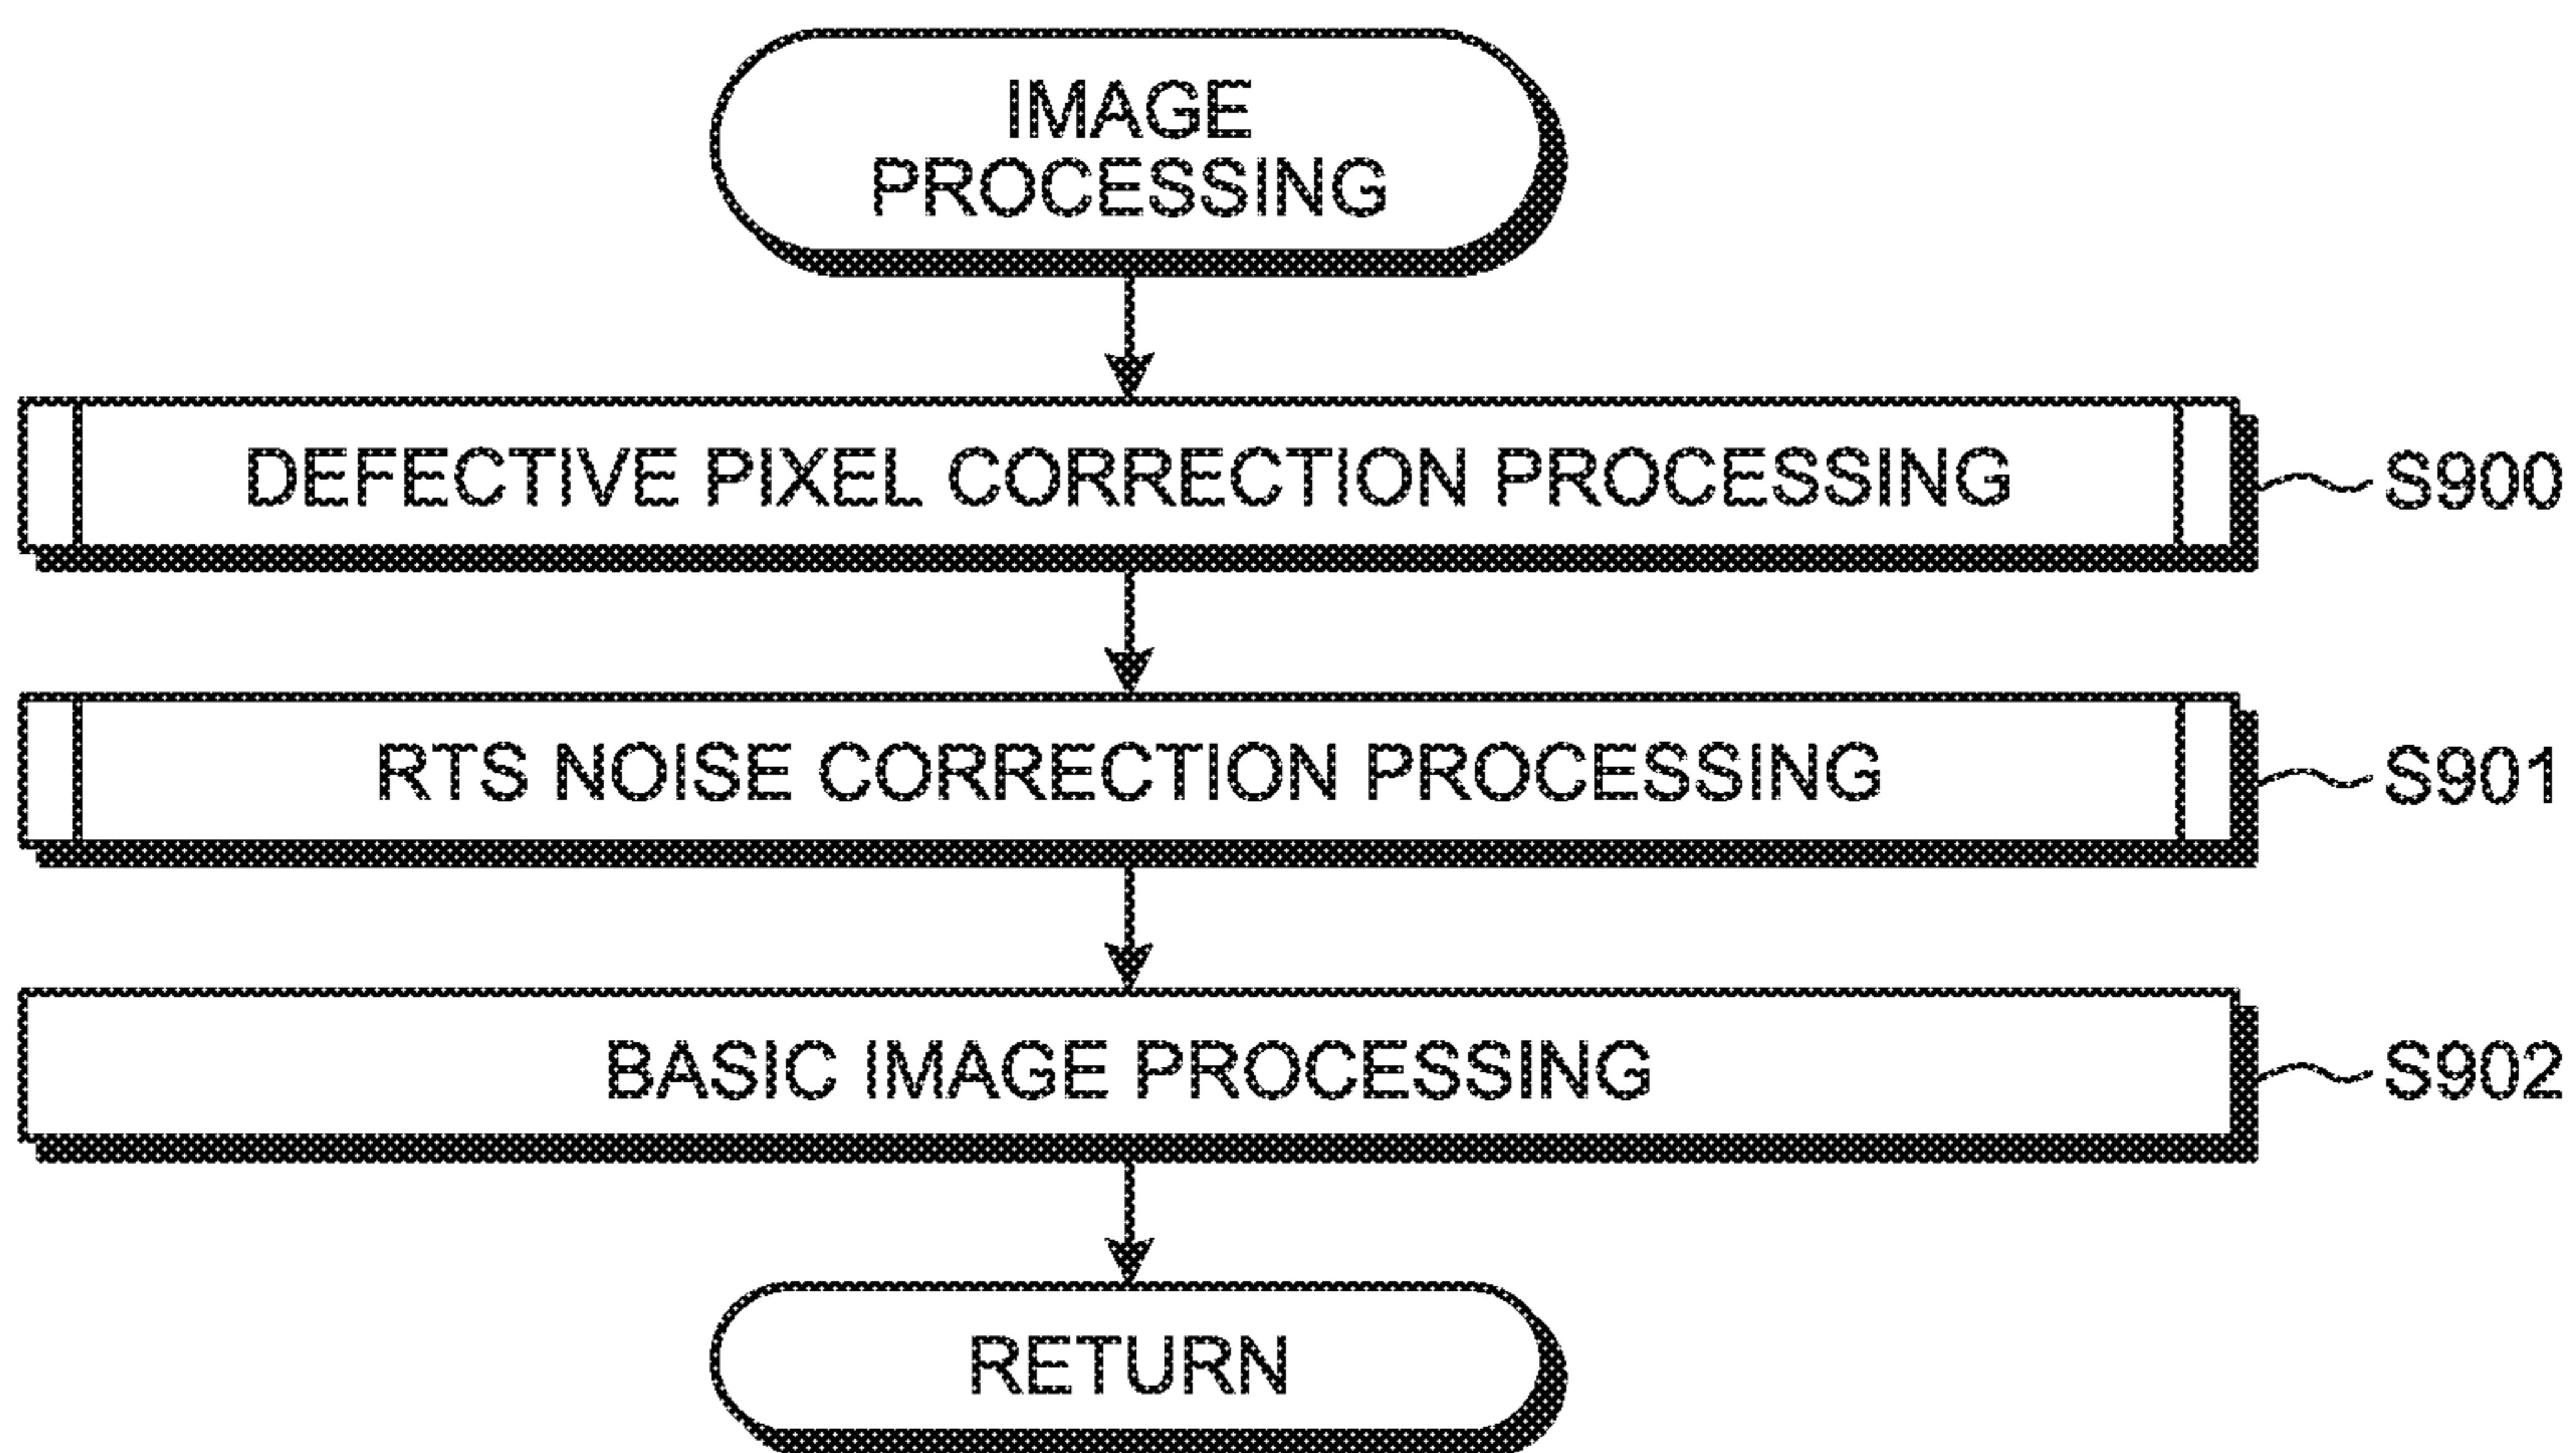 IMAGE
PROCESSING
DEFECTIVE PIXEL CORRECTION PROCESSING
S900
RTS NOISE CORRECTION PROCESSING
S901
BASIC IMAGE PROCESSING
S902
RETURN